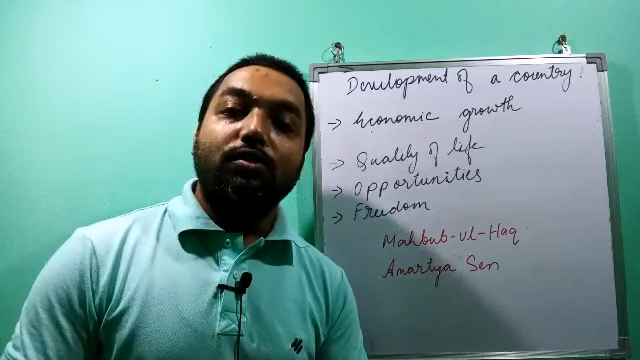 Development of a country :
→ Economic growth
→ Quality of life
→ Opportunities
→ Freedom
Mahbub-ul-Haq
Amartya Sen